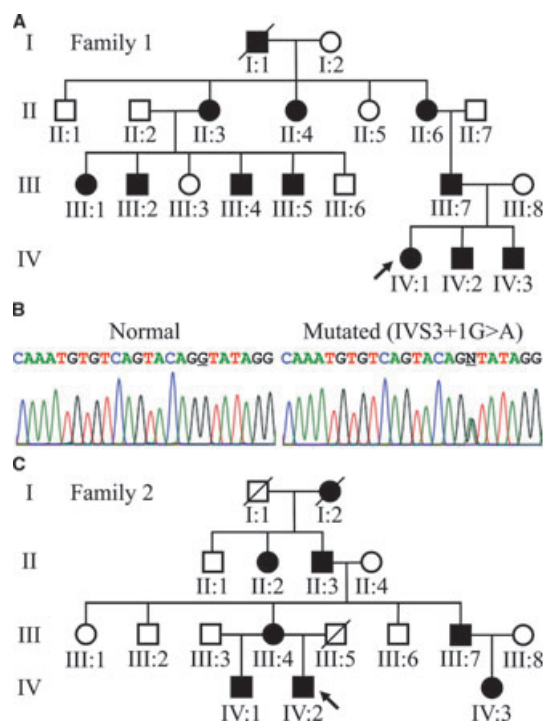 A
I Family 1
I:1 I:2
II
II:1 II:2 II:3 II:4 II:5 II:6 II:7
III
III:1 III:2 III:3 III:4 III:5 III:6 III:7 III:8
IV
IV:1 IV:2 IV:3
B
Normal Mutated (IVS3+1G>A)
CAAATGTGTCAGTACAGGTATAGG CAAATGTGTCAGTACAGNTATAGG
C
I Family 2
I:1 I:2
II
II:1 II:2 II:3 II:4
III
III:1 III:2 III:3 III:4 III:5 III:6 III:7 III:8
IV
IV:1 IV:2 IV:3